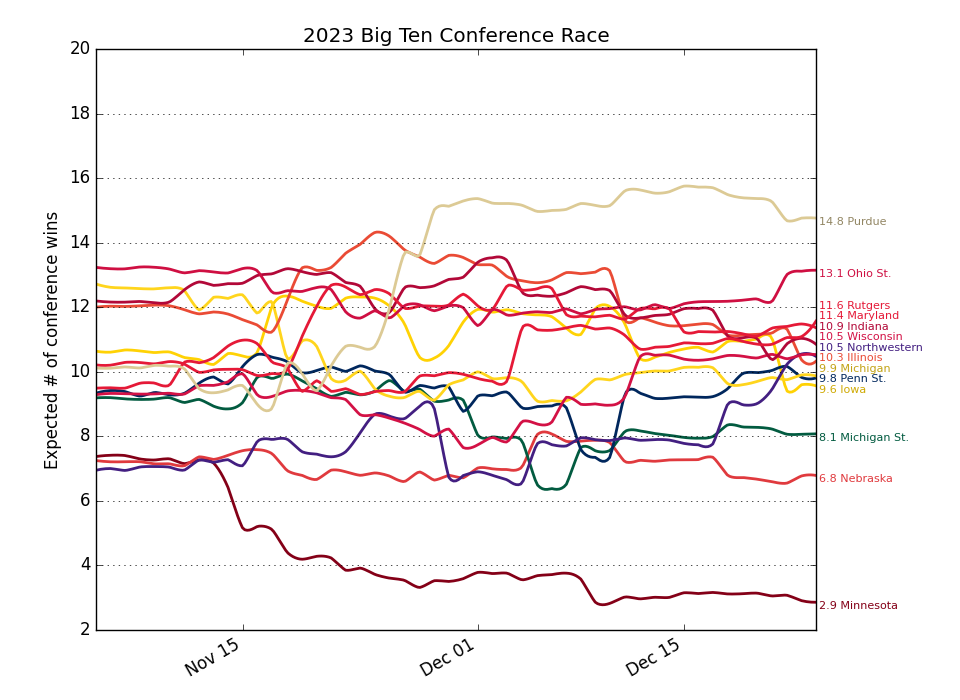 2023 Big Ten Conference Race
Expected # of conference wins
20
18
16
14
12
10
8
6
4
2
Nov 15
Dec 01
Dec 15
14.8 Purdue
13.1 Ohio St.
11.6 Rutgers
11.4 Maryland
10.9 Indiana
10.5 Wisconsin
10.5 Northwestern
10.3 Illinois
9.9 Michigan
9.8 Penn St.
9.6 Iowa
8.1 Michigan St.
6.8 Nebraska
2.9 Minnesota